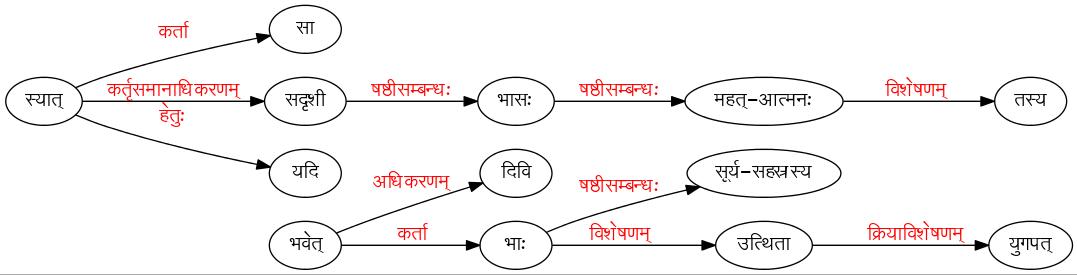 कर्ता
सा
स्यात्
कर्तृसमानाधिकरणम्
सदृशी
षष्ठीसम्बन्धः
भासः
षष्ठीसम्बन्धः
महत्-आत्मनः
विशेषणम्
तस्य
हेतुः
यदि
अधिकरणम्
दिवि
षष्ठीसम्बन्धः
सूर्य-सहस्रस्य
भवेत्
कर्ता
भाः
विशेषणम्
उत्थिता
क्रियाविशेषणम्
युगपत्